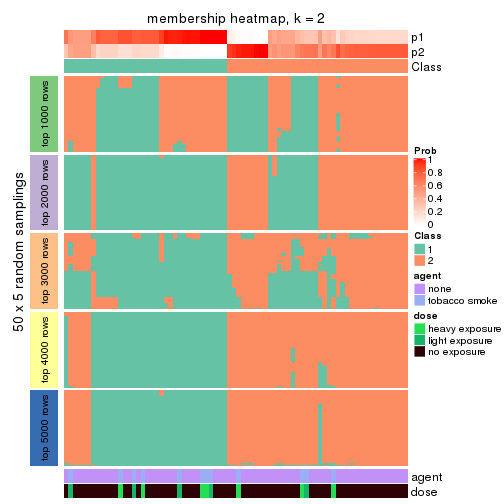 membership heatmap, k = 2
p1
p2
Class
50 x 5 random samplings
top 1000 rows
top 2000 rows
top 3000 rows
top 4000 rows
top 5000 rows
agent
dose
Prob
1
0.8
0.6
0.4
0.2
0
Class
1
2
agent
none
tobacco smoke
dose
heavy exposure
light exposure
no exposure